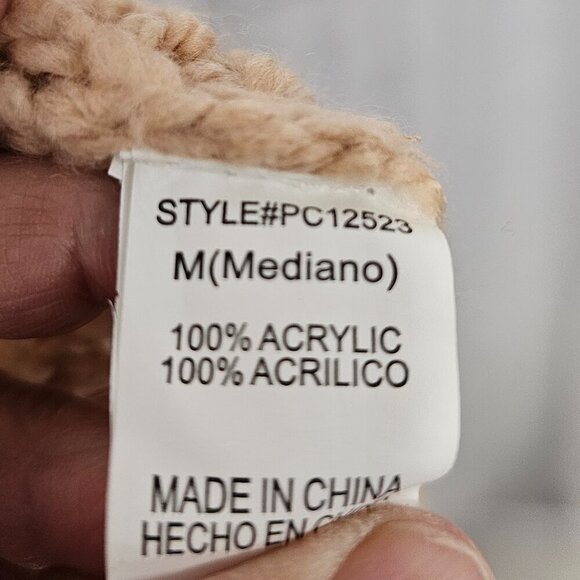 STYLE#PC12523
M(Mediano)
100% ACRYLIC
100% ACRILICO
MADE IN CHINA
HECHO EN